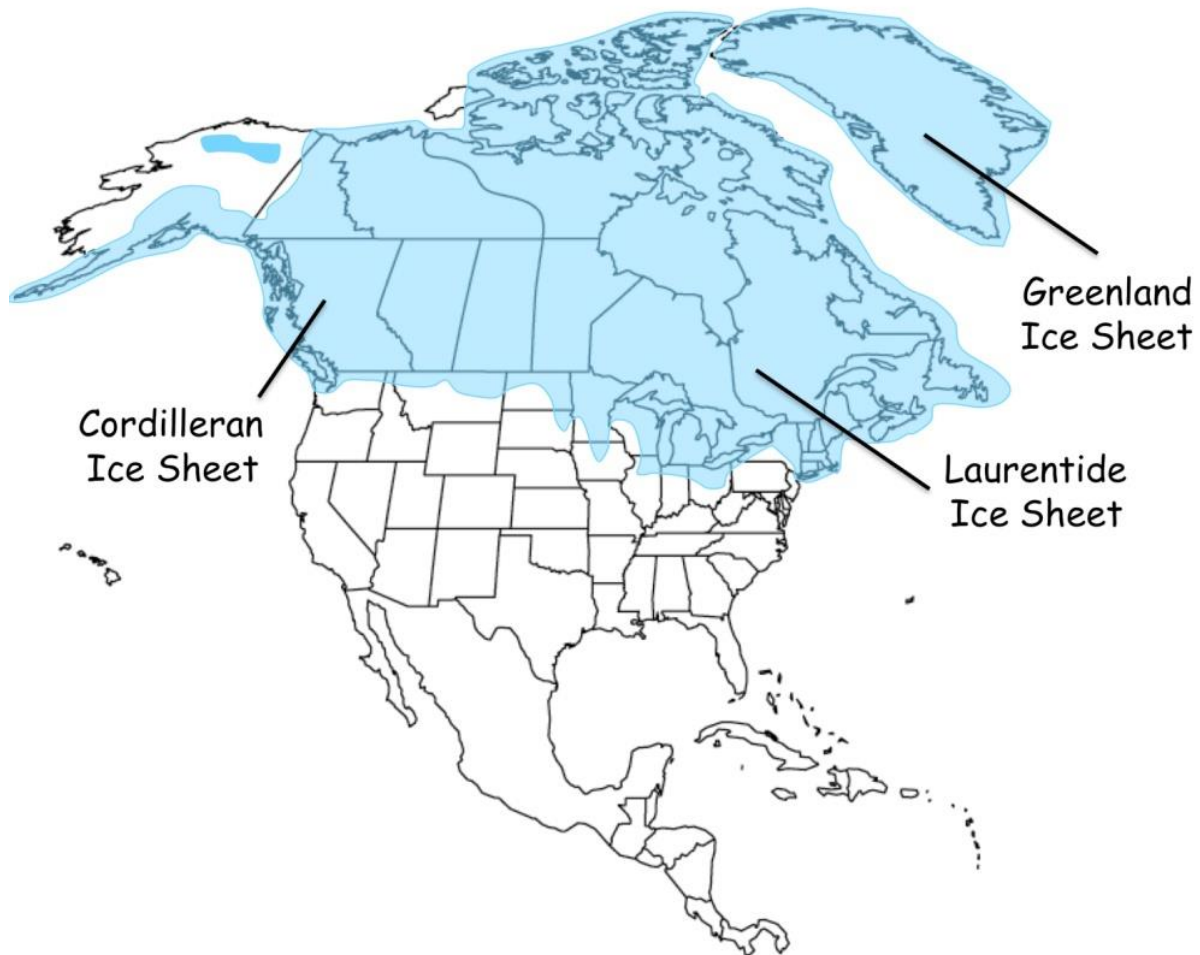 Greenland
Ice Sheet
Cordilleran
Ice Sheet
Laurentide
Ice Sheet